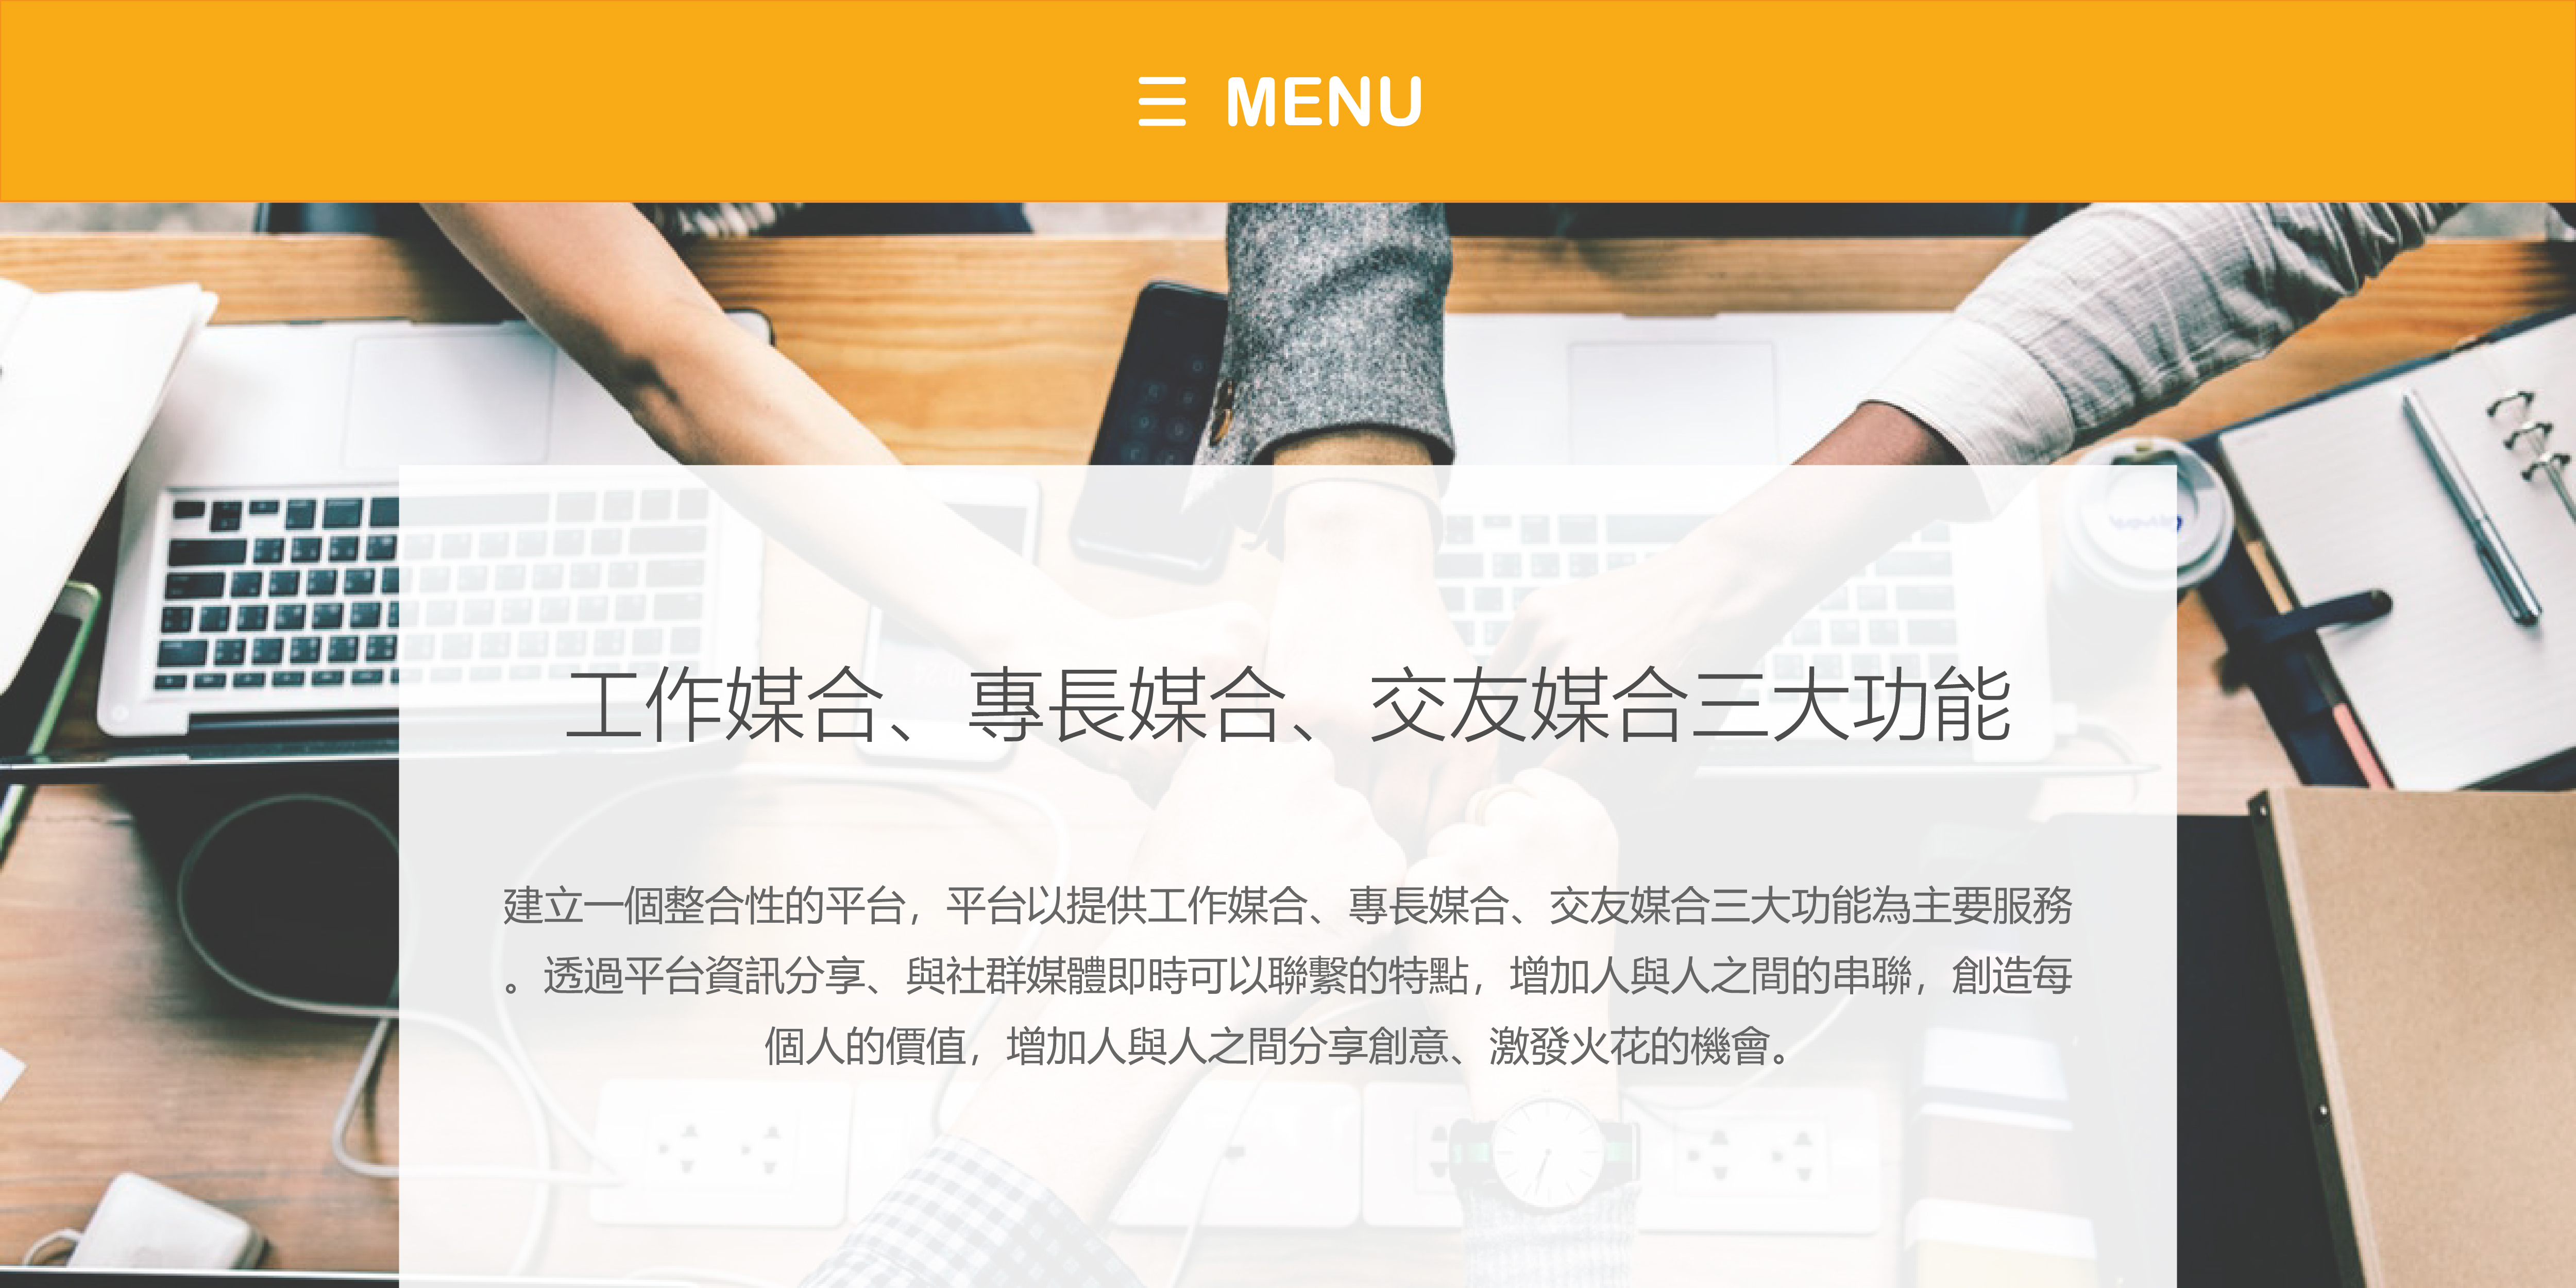 MENU
工作媒合、專長媒合、交友媒合三大功能
建立一個整合性的平台，平台以提供工作媒合、專長媒合、交友媒合三大功能為主要服務
。透過平台資訊分享、與社群媒體即時可以聯繫的特點，增加人與人之間的串聯，創造每
個人的價值，增加人與人之間分享創意、激發火花的機會。